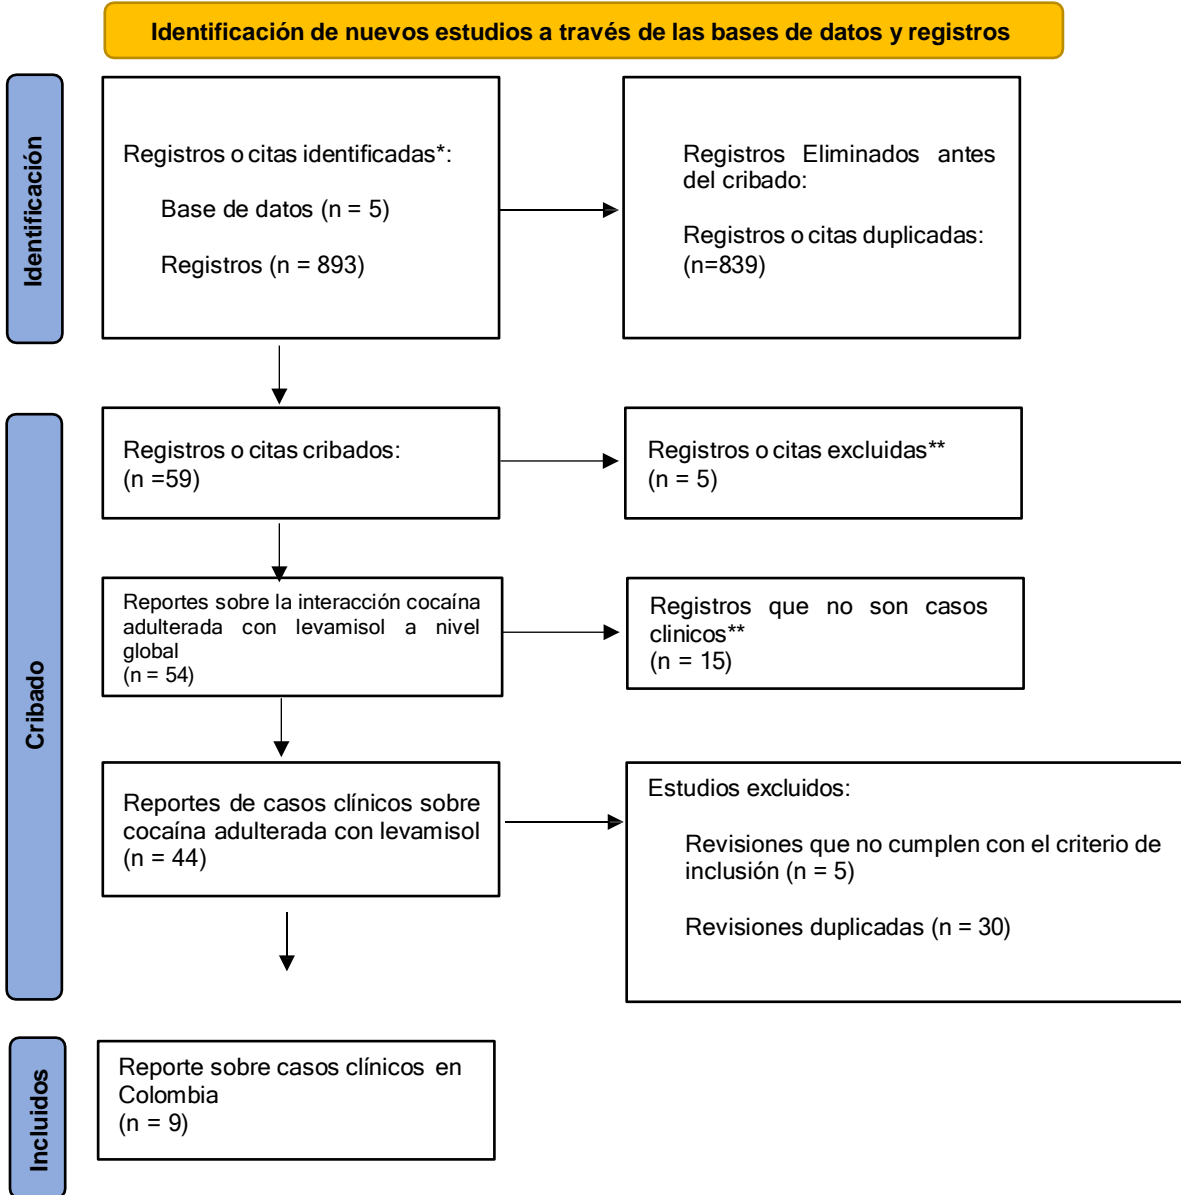 Identificación de nuevos estudios a través de las bases de datos y registros
Identificación
Registros o citas identificadas*:
Base de datos (n = 5)
Registros (n = 893)
Registros Eliminados antes
del cribado:
Registros o citas duplicadas:
(n=839)
Cribado
Registros o citas cribados:
(n =59)
Registros o citas excluidas**
(n = 5)
Reportes sobre la interacción cocaína
adulterada con levamisol a nivel
global
(n = 54)
Registros que no son casos
clinicos**
(n = 15)
Reportes de casos clínicos sobre
cocaína adulterada con levamisol
(n = 44)
Estudios excluidos:
Revisiones que no cumplen con el criterio de
inclusión (n = 5)
Revisiones duplicadas (n = 30)
Incluidos
Reporte sobre casos clínicos en
Colombia
(n = 9)